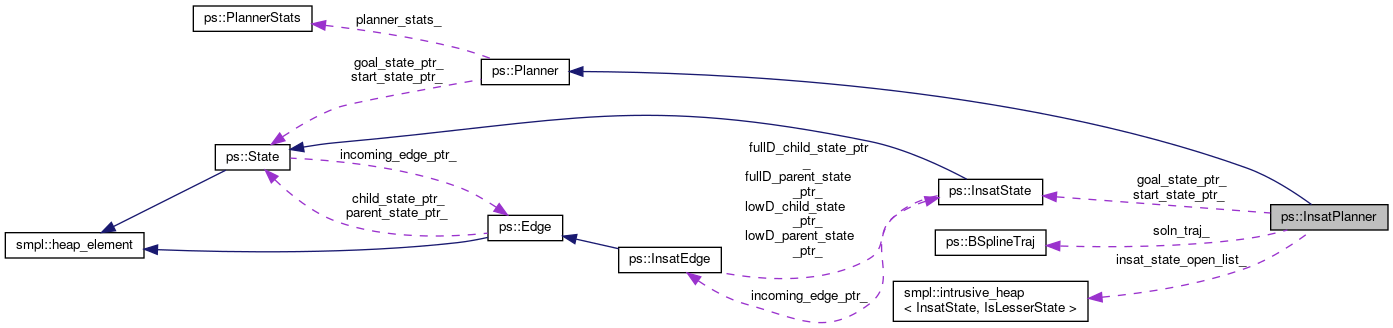 ps::PlannerStats
planner_stats_
ps::Planner
goal_state_ptr_
start_state_ptr_
ps::State
incoming_edge_ptr_
child_state_ptr_
parent_state_ptr_
smpl::heap_element
ps::Edge
ps::InsatEdge
fullD_child_state_ptr
_
fullD_parent_state
_ptr_
lowD_child_state
_ptr_
lowD_parent_state
_ptr_
incoming_edge_ptr_
ps::InsatState
goal_state_ptr_
start_state_ptr_
ps::InsatPlanner
ps::BSplineTraj
soln_traj_
insat_state_open_list_
smpl::intrusive_heap
< InsatState, IsLesserState >